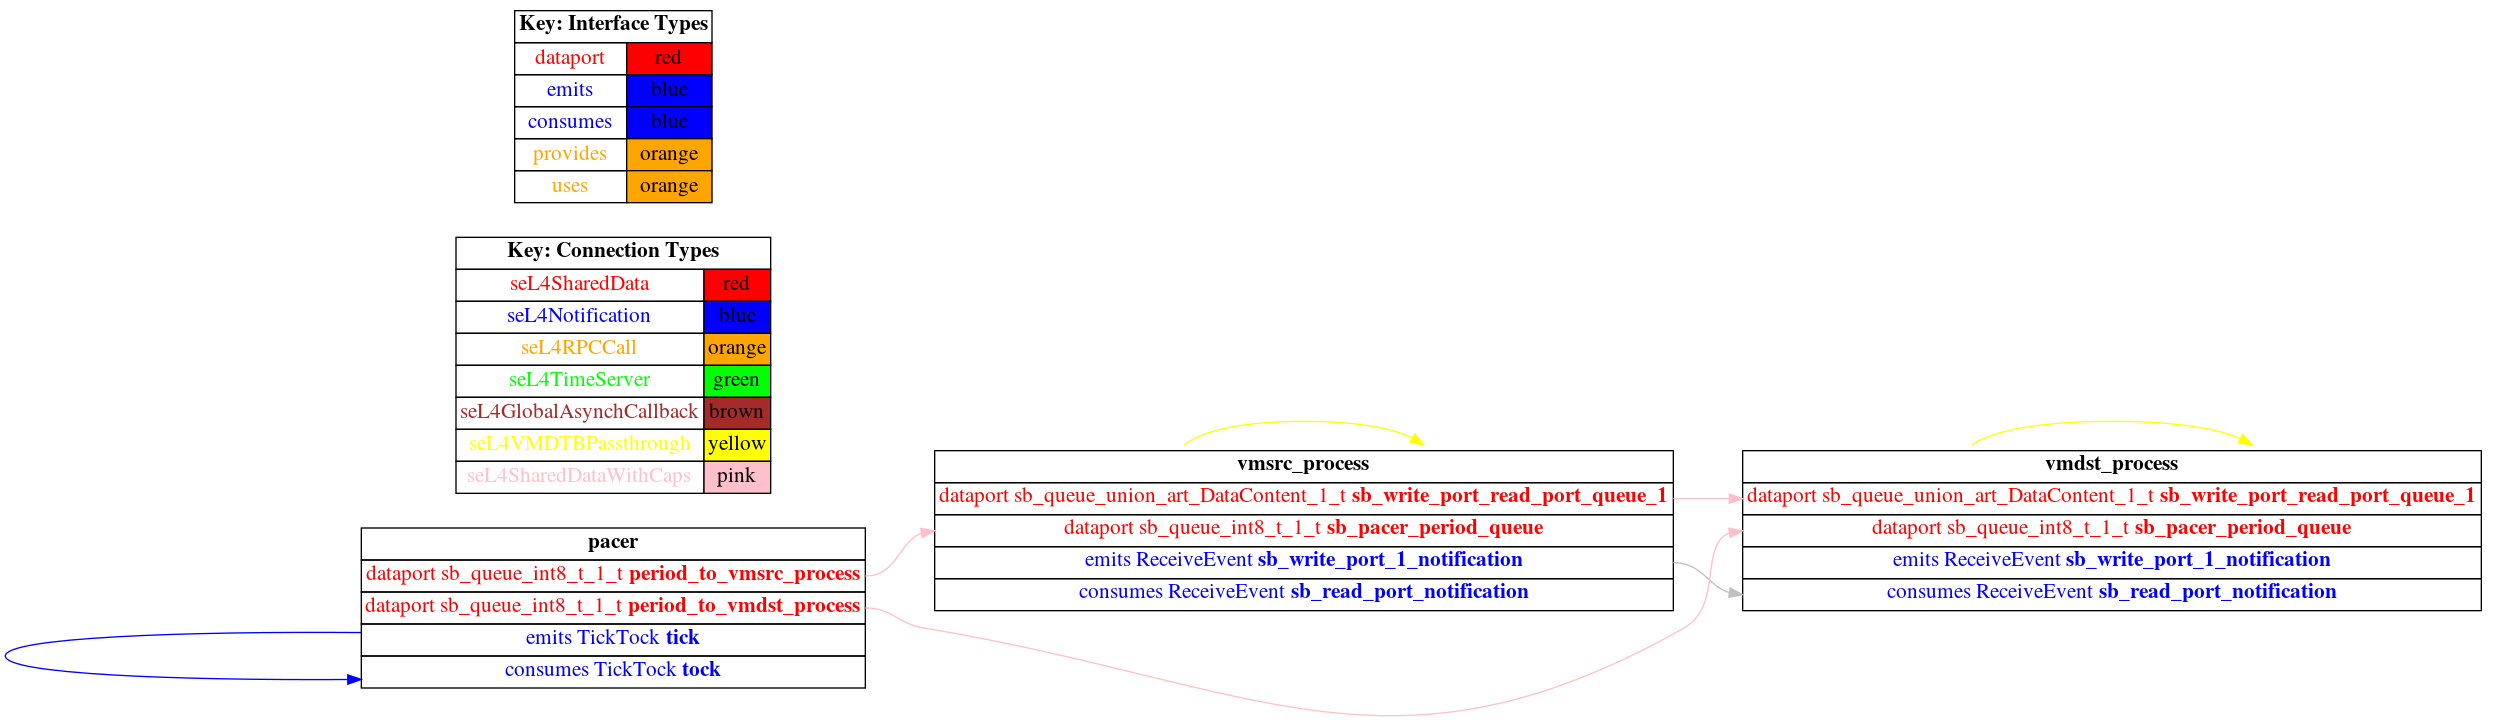 Key: Interface Types
dataport red
emits blue
consumes blue
provides orange
uses orange
Key: Connection Types
seL4SharedData red
seL4Notification blue
seL4RPCCall orange
seL4TimeServer green
seL4GlobalAsynchCallback brown
seL4VMDTBPassthrough yellow
seL4SharedDataWithCaps pink
pacer
dataport sb_queue_int8_t_1_t period_to_vmsrc_process
dataport sb_queue_int8_t_1_t period_to_vmdst_process
emits TickTock tick
consumes TickTock tock
vmsrc_process
dataport sb_queue_union_art_DataContent_1_t sb_write_port_read_port_queue_1
dataport sb_queue_int8_t_1_t sb_pacer_period_queue
emits ReceiveEvent sb_write_port_1_notification
consumes ReceiveEvent sb_read_port_notification
vmdst_process
dataport sb_queue_union_art_DataContent_1_t sb_write_port_read_port_queue_1
dataport sb_queue_int8_t_1_t sb_pacer_period_queue
emits ReceiveEvent sb_write_port_1_notification
consumes ReceiveEvent sb_read_port_notification